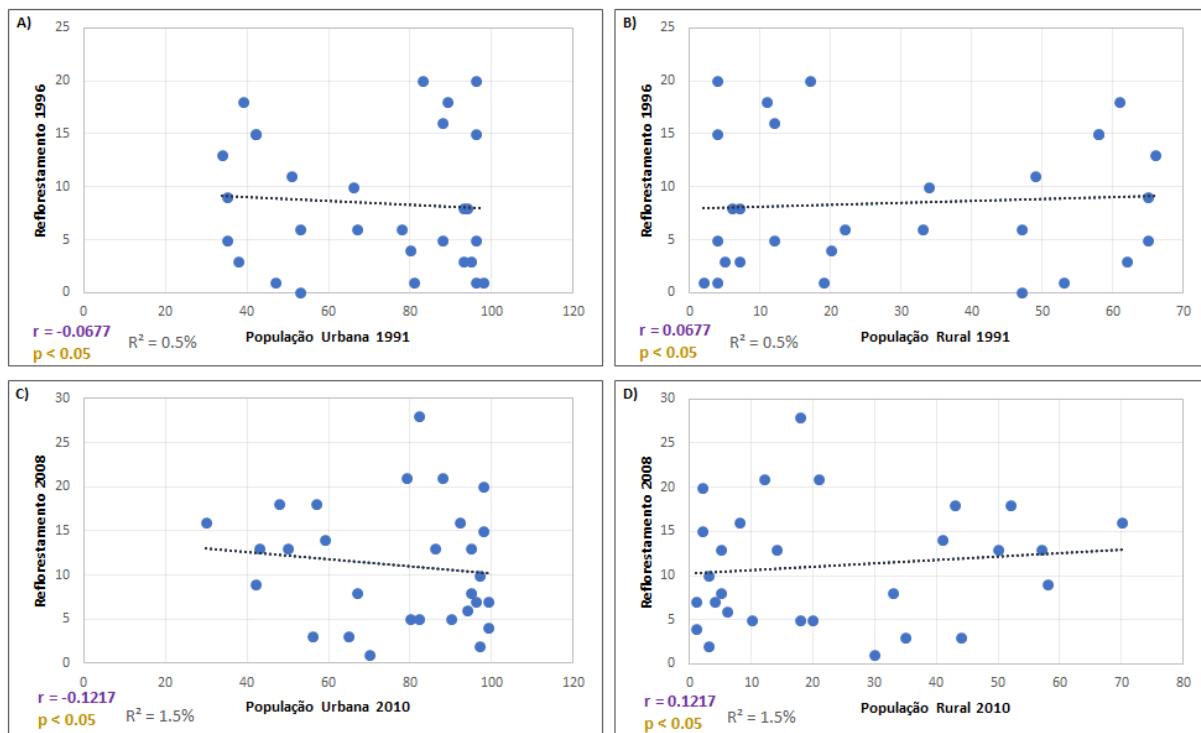 A)
25
20
15
10
5
0
Reflorestamento 1996
0 20 40 60 80 100 120
População Urbana 1991
r = -0.0677
p < 0.05
R² = 0.5%
B)
25
20
15
10
5
0
Reflorestamento 1996
0 10 20 30 40 50 60 70
População Rural 1991
r = 0.0677
p < 0.05
R² = 0.5%
C)
30
25
20
15
10
5
0
Reflorestamento 2008
0 20 40 60 80 100 120
População Urbana 2010
r = -0.1217
p < 0.05
R² = 1.5%
D)
30
25
20
15
10
5
0
Reflorestamento 2008
0 10 20 30 40 50 60 70 80
População Rural 2010
r = 0.1217
p < 0.05
R² = 1.5%